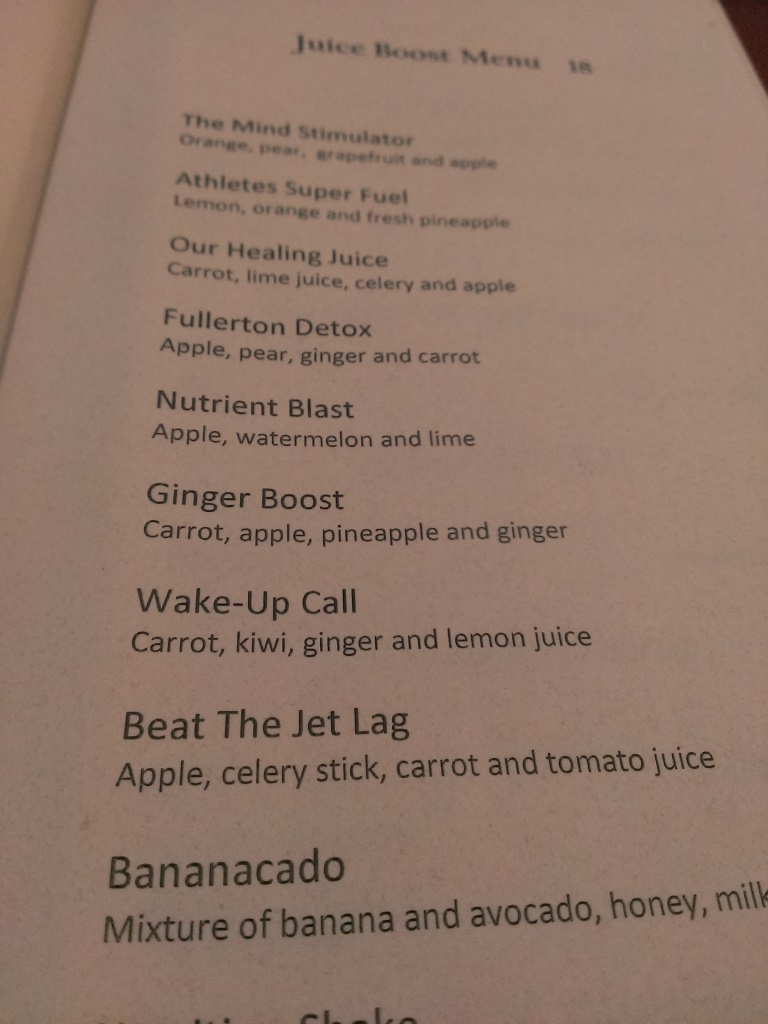 Juice Boost Menu 18
The Mind Stimulator
Orange, pear, grapefruit and apple
Athletes Super Fuel
Lemon, orange and fresh pineapple
Our Healing Juice
Carrot, lime juice, celery and apple
Fullerton Detox
Apple, pear, ginger and carrot
Nutrient Blast
Apple, watermelon and lime
Ginger Boost
Carrot, apple, pineapple and ginger
Wake-Up Call
Carrot, kiwi, ginger and lemon juice
Beat The Jet Lag
Apple, celery stick, carrot and tomato juice
Bananacado
Mixture of banana and avocado, honey, milk
Shake